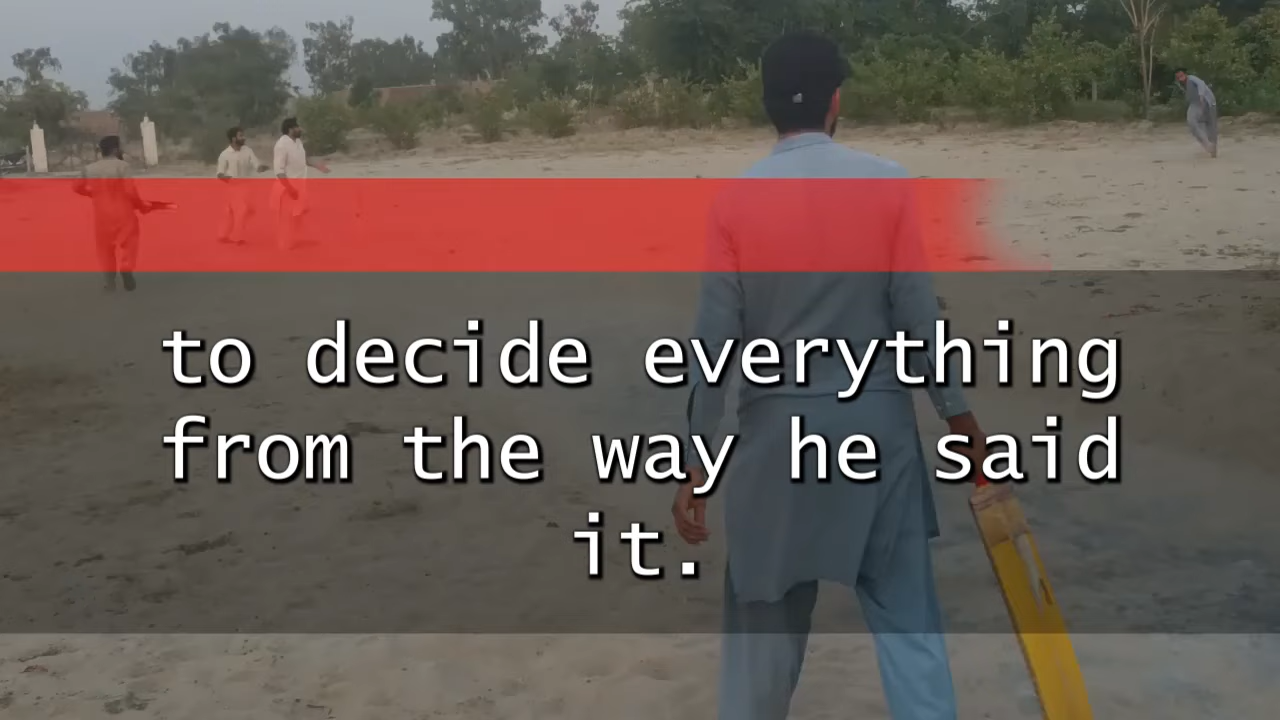 to decide everything
from the way he said
it.